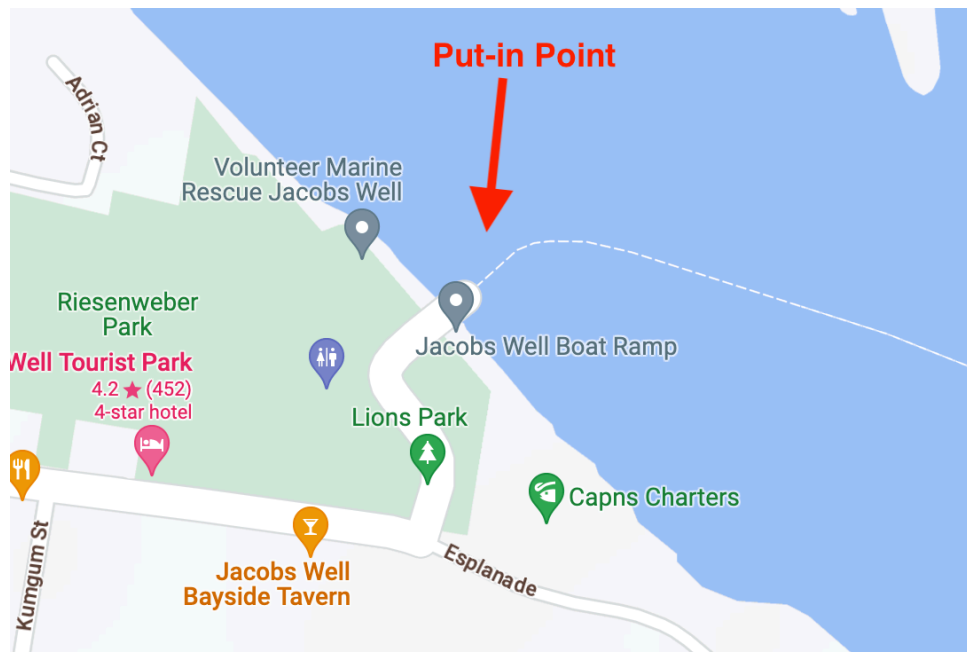 Put-in Point
Adrian Ct
Volunteer Marine
Rescue Jacobs Well
Riesenweber
Park
Well Tourist Park
4.2 ★ (452)
4-star hotel
Jacobs Well Boat Ramp
Lions Park
Capns Charters
Kumgum St
Jacobs Well
Bayside Tavern
Esplanade